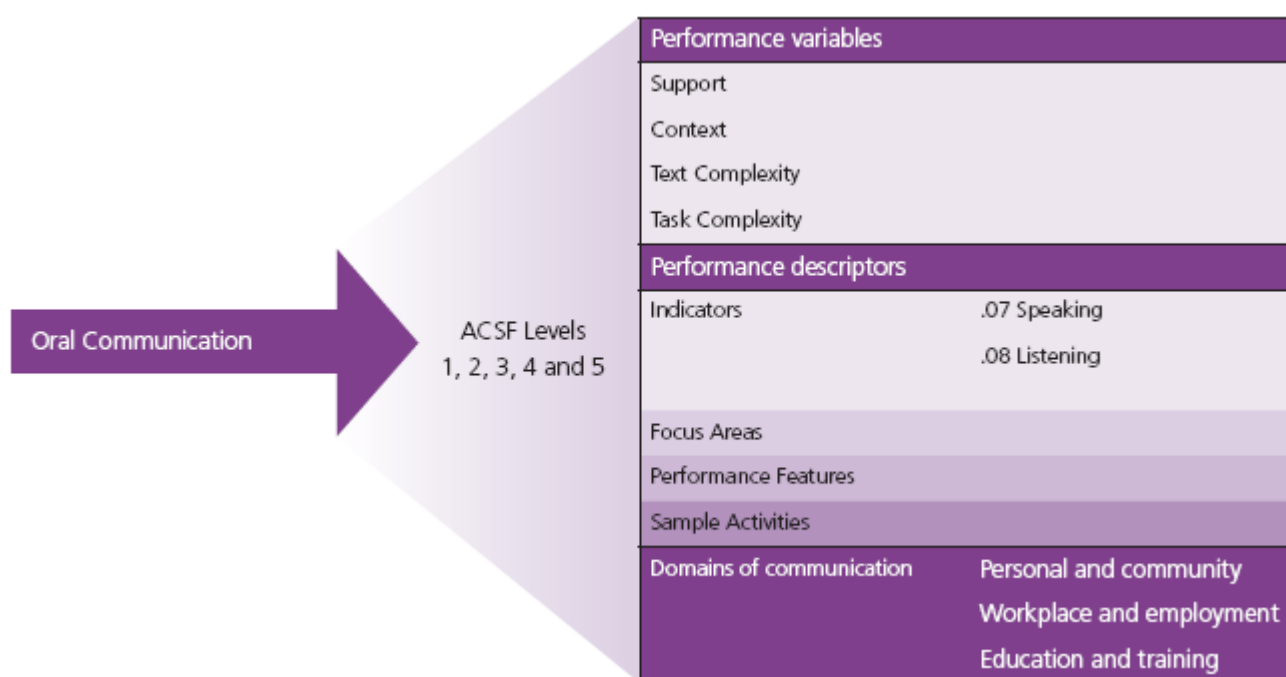 Oral Communication
ACSF Levels
1, 2, 3, 4 and 5
Performance variables
Support
Context
Text Complexity
Task Complexity
Performance descriptors
Indicators .07 Speaking
.08 Listening
Focus Areas
Performance Features
Sample Activities
Domains of communication Personal and community
Workplace and employment
Education and training